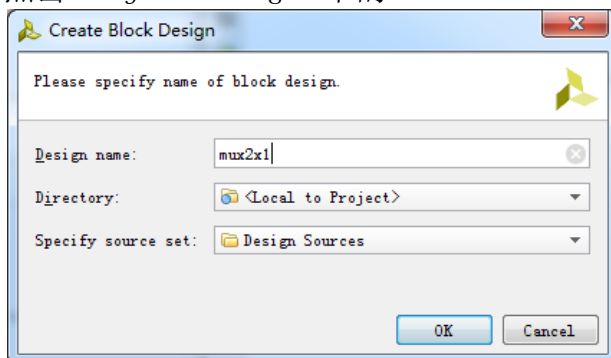 Create Block Design
Please specify name of block design.
Design name: mux2x1
Directory: <Local to Project>
Specify source set: Design Sources
OK Cancel